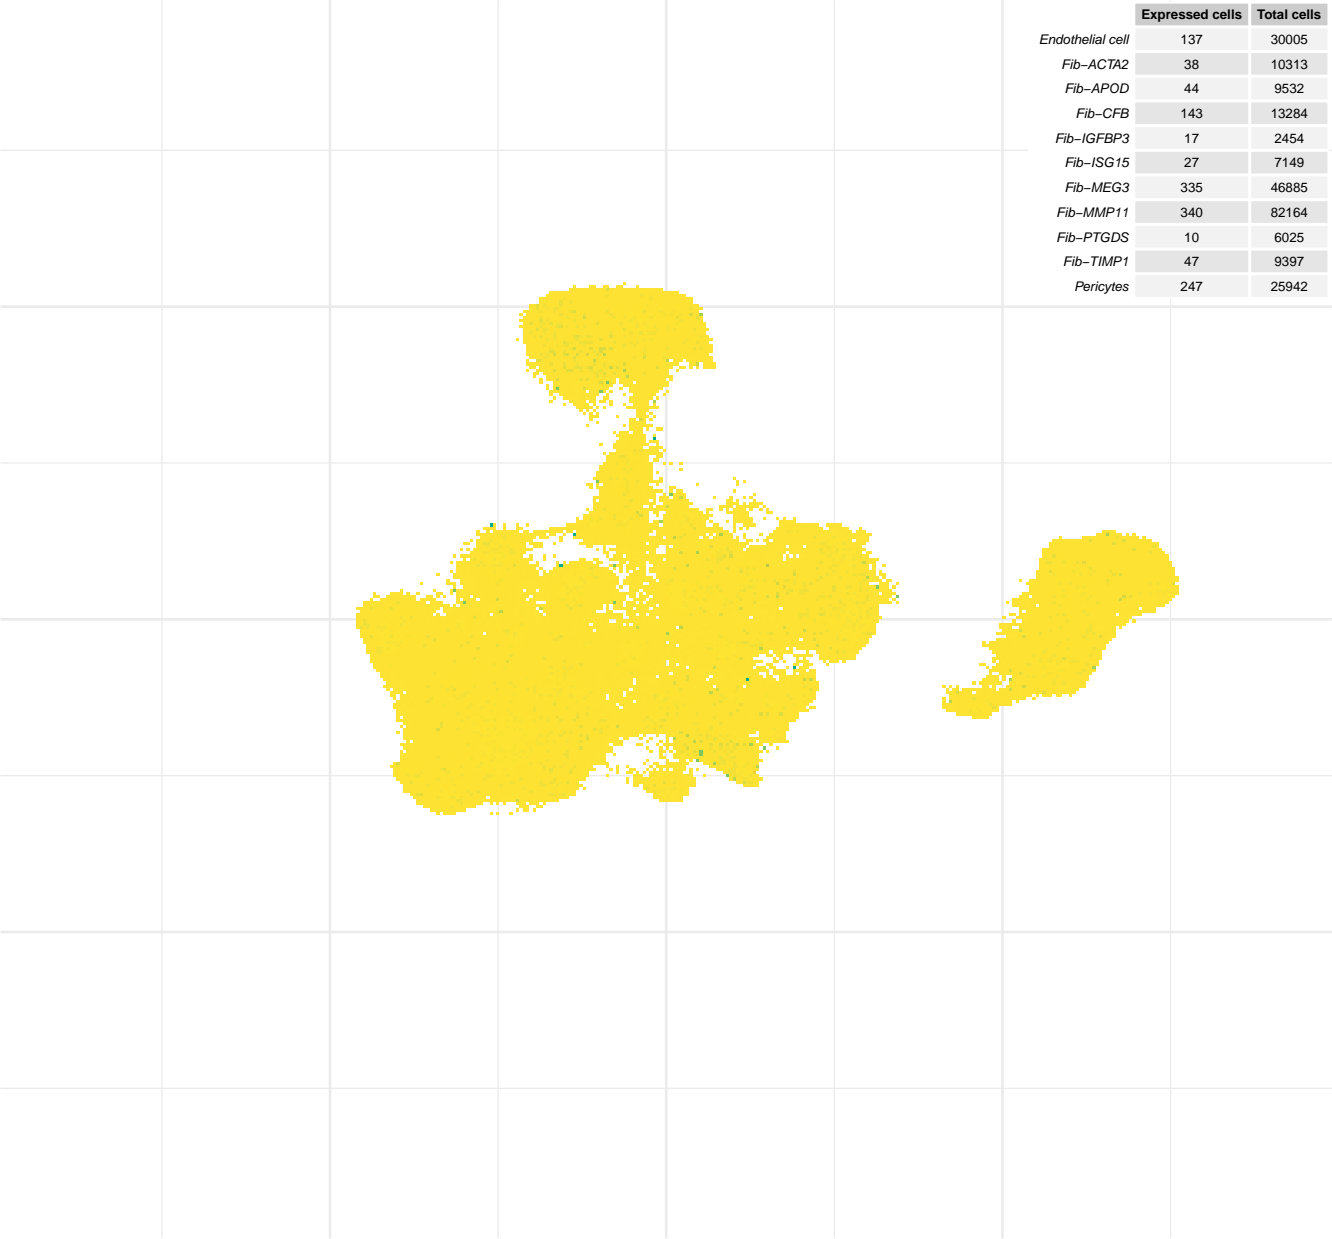 Expressed cells Total cells
Endothelial cell 137 30005
Fib−ACTA2 38 10313
Fib−APOD 44 9532
Fib−CFB 143 13284
Fib−IGFBP3 17 2454
Fib−ISG15 27 7149
Fib−MEG3 335 46885
Fib−MMP11 340 82164
Fib−PTGDS 10 6025
Fib−TIMP1 47 9397
Pericytes 247 25942